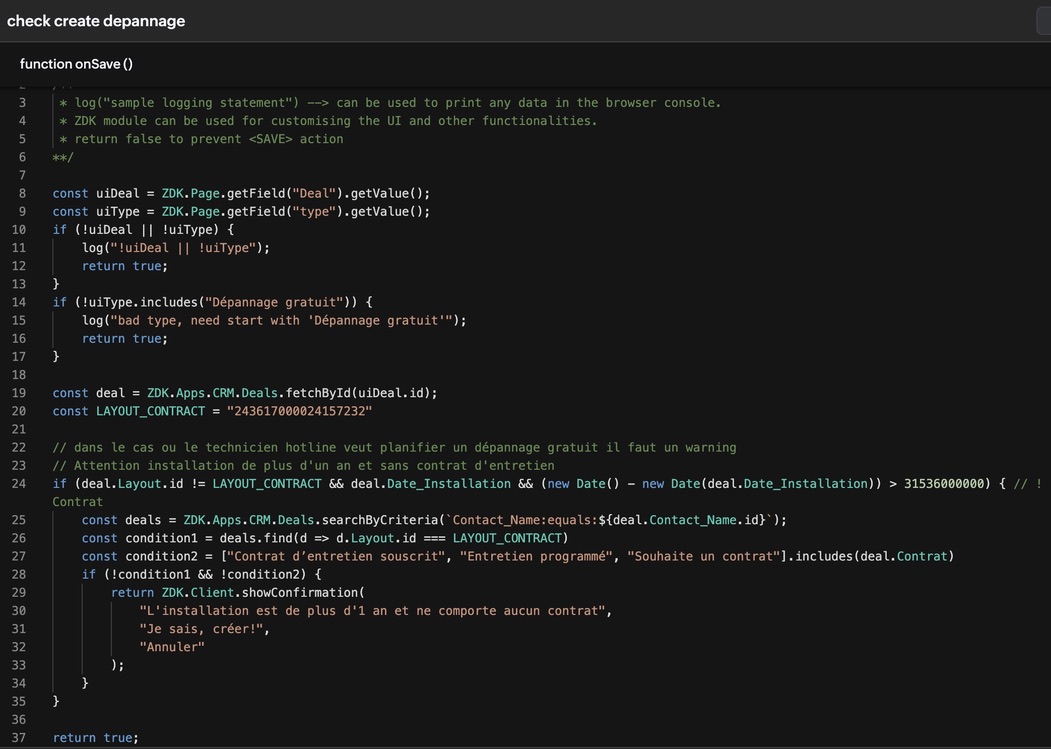 check create depannage
function onSave ()
3 * log("sample logging statement") --> can be used to print any data in the browser console.
4 * ZDK module can be used for customising the UI and other functionalities.
5 * return false to prevent <SAVE> action
6 **/
7
8 const uiDeal = ZDK.Page.getField("Deal").getValue();
9 const uiType = ZDK.Page.getField("type").getValue();
10 if (!uiDeal || !uiType) {
11 log("!uiDeal || !uiType");
12 return true;
13 }
14 if (!uiType.includes("Dépannage gratuit")) {
15 log("bad type, need start with 'Dépannage gratuit'");
16 return true;
17 }
18
19 const deal = ZDK.Apps.CRM.Deals.fetchById(uiDeal.id);
20 const LAYOUT_CONTRACT = "243617000024157232"
21
22 // dans le cas ou le technicien hotline veut planifier un dépannage gratuit il faut un warning
23 // Attention installation de plus d'un an et sans contrat d'entretien
24 if (deal.Layout.id != LAYOUT_CONTRACT && deal.Date_Installation && (new Date() - new Date(deal.Date_Installation)) > 31536000000) { // !
Contrat
25 const deals = ZDK.Apps.CRM.Deals.searchByCriteria(`Contact_Name:equals:${deal.Contact_Name.id}`);
26 const condition1 = deals.find(d => d.Layout.id === LAYOUT_CONTRACT)
27 const condition2 = ["Contrat d’entretien souscrit", "Entretien programmé", "Souhaite un contrat"].includes(deal.Contrat)
28 if (!condition1 && !condition2) {
29 return ZDK.Client.showConfirmation(
30 "L'installation est de plus d'1 an et ne comporte aucun contrat",
31 "Je sais, créer!",
32 "Annuler"
33 );
34 }
35 }
36
37 return true;